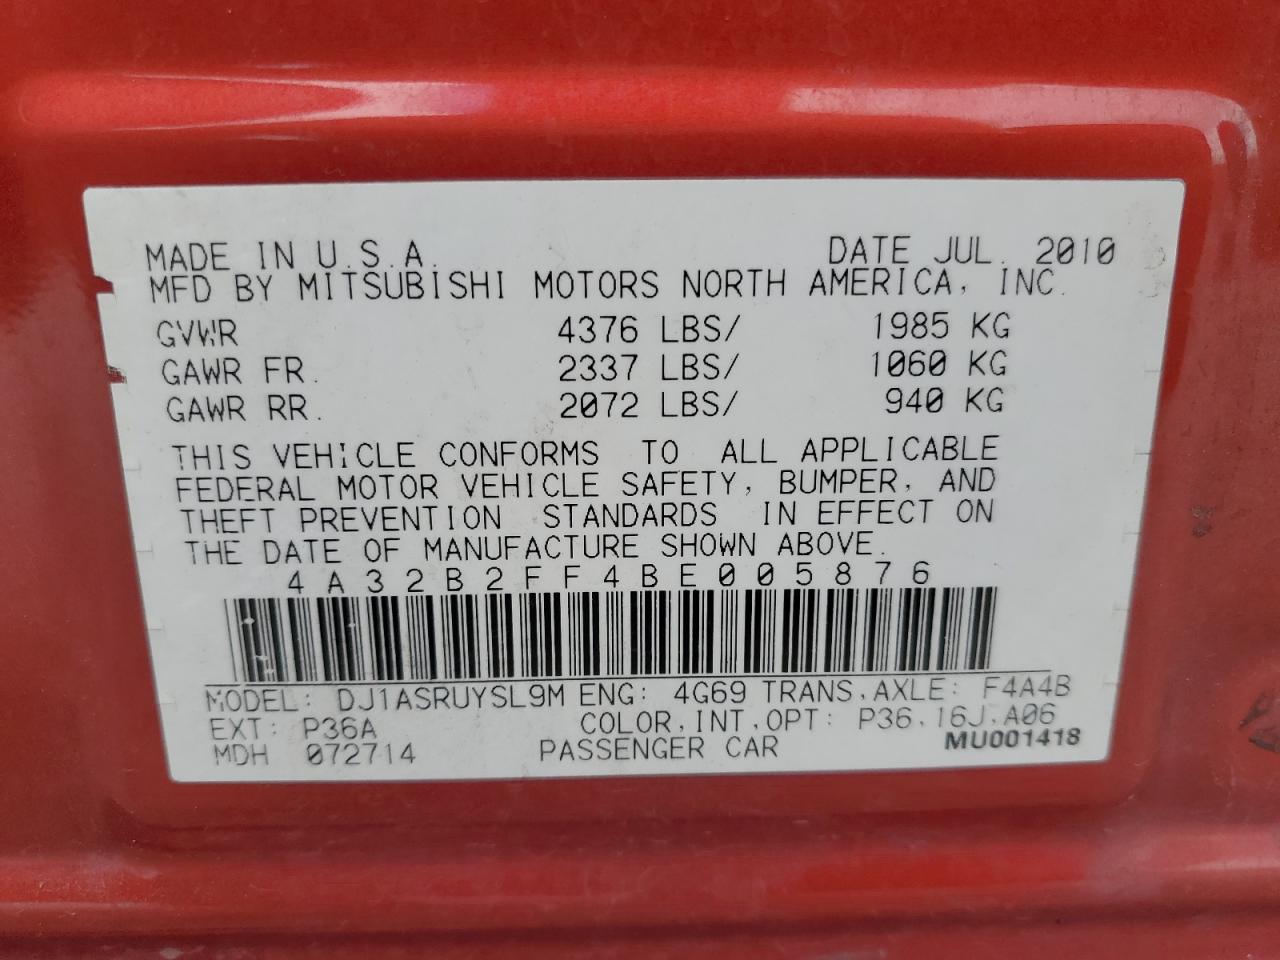 MADE IN U.S.A. DATE JUL. 2010
MFD BY MITSUBISHI MOTORS NORTH AMERICA, INC.
GVWR 4376 LBS/ 1985 KG
GAWR FR. 2337 LBS/ 1060 KG
GAWR RR. 2072 LBS/ 940 KG
THIS VEHICLE CONFORMS TO ALL APPLICABLE
FEDERAL MOTOR VEHICLE SAFETY, BUMPER, AND
THEFT PREVENTION STANDARDS IN EFFECT ON
THE DATE OF MANUFACTURE SHOWN ABOVE.
4A32B2FF4BE005876
MODEL: DJ1ASRUYSL9M ENG: 4G69 TRANS,AXLE: F4A4B
EXT: P36A COLOR,INT,OPT: P36,16J,A06
MDH 072714 PASSENGER CAR MU001418